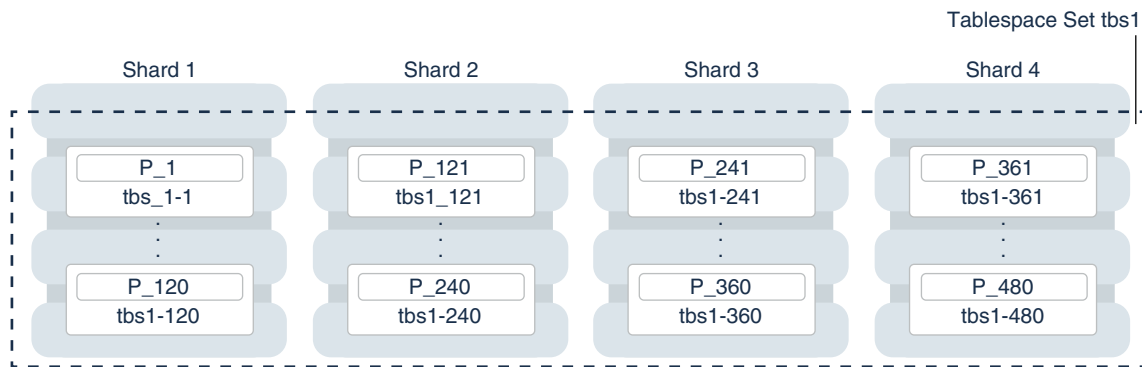 Tablespace Set tbs1
Shard 1
Shard 2
Shard 3
Shard 4
P_1
tbs_1-1
P_121
tbs1_121
P_241
tbs1-241
P_361
tbs1-361
P_120
tbs1-120
P_240
tbs1-240
P_360
tbs1-360
P_480
tbs1-480